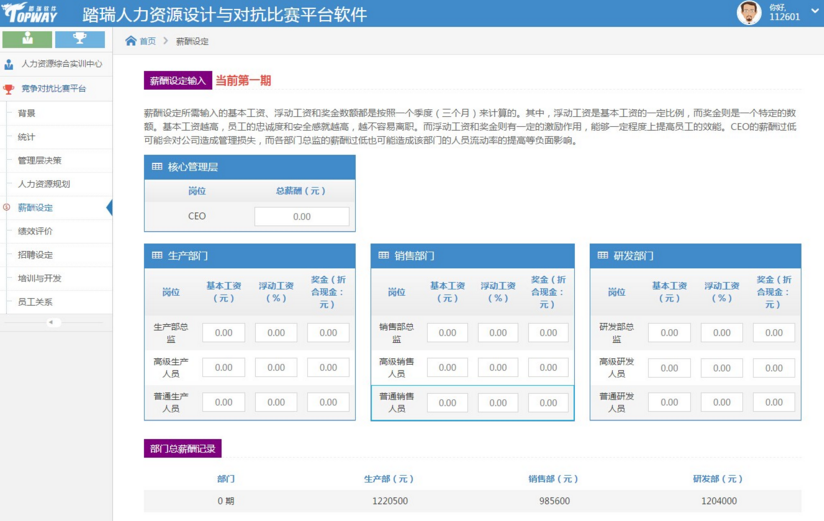 踏瑞软件
TOPWAY
踏瑞人力资源设计与对抗比赛平台软件
你好,
112601
人力资源综合实训中心
竞争对抗比赛平台
背景
统计
管理层决策
人力资源规划
薪酬设定
绩效评价
招聘设定
培训与开发
员工关系
首页 > 薪酬设定
薪酬设定输入 当前第一期
薪酬设定所需输入的基本工资、浮动工资和奖金数额都是按照一个季度（三个月）来计算的。其中，浮动工资是基本工资的一定比例，而奖金则是一个特定的数
额。基本工资越高，员工的忠诚度和安全感就越高，越不容易离职。而浮动工资和奖金则有一定的激励作用，能够一定程度上提高员工的效能。CEO的薪酬过低
可能会对公司造成管理损失，而各部门总监的薪酬过低也可能造成该部门的人员流动率的提高等负面影响。
核心管理层
岗位 总薪酬（元）
CEO 0.00
生产部门
岗位 基本工资（元） 浮动工资（%） 奖金（折合现金：元）
生产部总监 0.00 0.00 0.00
高级生产人员 0.00 0.00 0.00
普通生产人员 0.00 0.00 0.00
销售部门
岗位 基本工资（元） 浮动工资（%） 奖金（折合现金：元）
销售部总监 0.00 0.00 0.00
高级销售人员 0.00 0.00 0.00
普通销售人员 0.00 0.00 0.00
研发部门
岗位 基本工资（元） 浮动工资（%） 奖金（折合现金：元）
研发部总监 0.00 0.00 0.00
高级研发人员 0.00 0.00 0.00
普通研发人员 0.00 0.00 0.00
部门总薪酬记录
部门 生产部（元） 销售部（元） 研发部（元）
0 期 1220500 985600 1204000